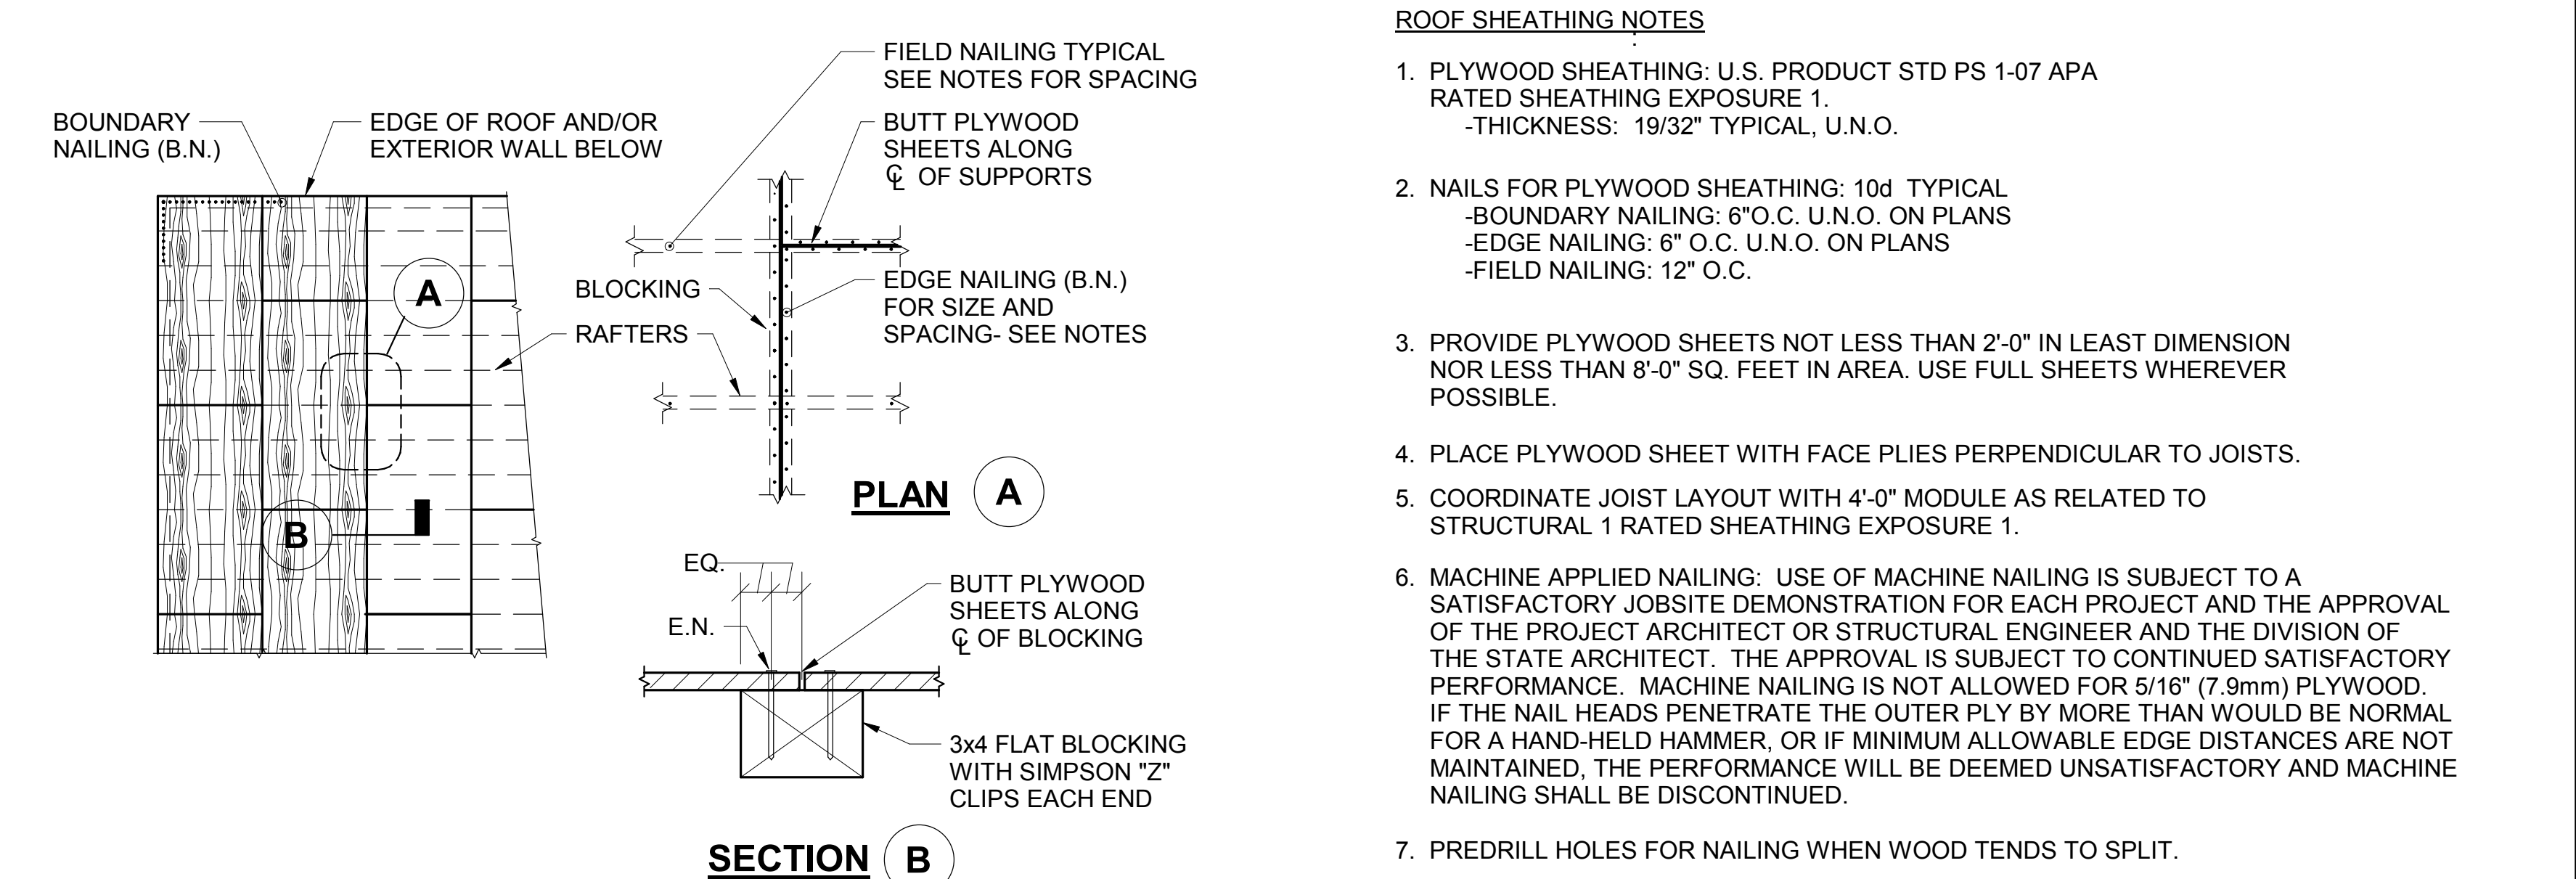 BOUNDARY
NAILING (B.N.)
EDGE OF ROOF AND/OR
EXTERIOR WALL BELOW
FIELD NAILING TYPICAL
SEE NOTES FOR SPACING
BUTT PLYWOOD
SHEETS ALONG
℄ OF SUPPORTS
A
BLOCKING
RAFTERS
EDGE NAILING (B.N.)
FOR SIZE AND
SPACING- SEE NOTES
B
PLAN A
EQ.
E.N.
BUTT PLYWOOD
SHEETS ALONG
℄ OF BLOCKING
3x4 FLAT BLOCKING
WITH SIMPSON "Z"
CLIPS EACH END
SECTION B
ROOF SHEATHING NOTES
:
1. PLYWOOD SHEATHING: U.S. PRODUCT STD PS 1-07 APA
RATED SHEATHING EXPOSURE 1.
-THICKNESS: 19/32" TYPICAL, U.N.O.
2. NAILS FOR PLYWOOD SHEATHING: 10d TYPICAL
-BOUNDARY NAILING: 6"O.C. U.N.O. ON PLANS
-EDGE NAILING: 6" O.C. U.N.O. ON PLANS
-FIELD NAILING: 12" O.C.
3. PROVIDE PLYWOOD SHEETS NOT LESS THAN 2'-0" IN LEAST DIMENSION
NOR LESS THAN 8'-0" SQ. FEET IN AREA. USE FULL SHEETS WHEREVER
POSSIBLE.
4. PLACE PLYWOOD SHEET WITH FACE PLIES PERPENDICULAR TO JOISTS.
5. COORDINATE JOIST LAYOUT WITH 4'-0" MODULE AS RELATED TO
STRUCTURAL 1 RATED SHEATHING EXPOSURE 1.
6. MACHINE APPLIED NAILING: USE OF MACHINE NAILING IS SUBJECT TO A
SATISFACTORY JOBSITE DEMONSTRATION FOR EACH PROJECT AND THE APPROVAL
OF THE PROJECT ARCHITECT OR STRUCTURAL ENGINEER AND THE DIVISION OF
THE STATE ARCHITECT. THE APPROVAL IS SUBJECT TO CONTINUED SATISFACTORY
PERFORMANCE. MACHINE NAILING IS NOT ALLOWED FOR 5/16" (7.9mm) PLYWOOD.
IF THE NAIL HEADS PENETRATE THE OUTER PLY BY MORE THAN WOULD BE NORMAL
FOR A HAND-HELD HAMMER, OR IF MINIMUM ALLOWABLE EDGE DISTANCES ARE NOT
MAINTAINED, THE PERFORMANCE WILL BE DEEMED UNSATISFACTORY AND MACHINE
NAILING SHALL BE DISCONTINUED.
7. PREDRILL HOLES FOR NAILING WHEN WOOD TENDS TO SPLIT.